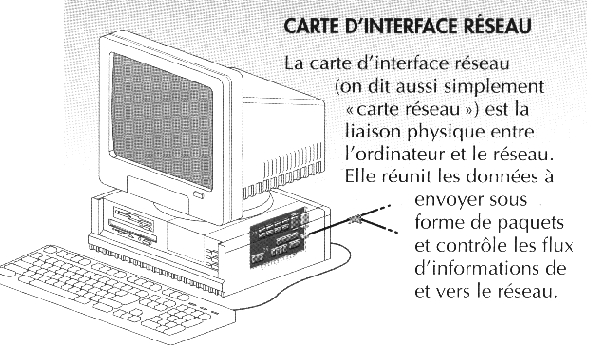 CARTE D'INTERFACE RÉSEAU
La carte d'interface réseau
(on dit aussi simplement
«carte réseau») est la
liaison physique entre
l'ordinateur et le réseau.
Elle réunit les données à
envoyer sous
forme de paquets
et contrôle les flux
d'informations de
et vers le réseau.